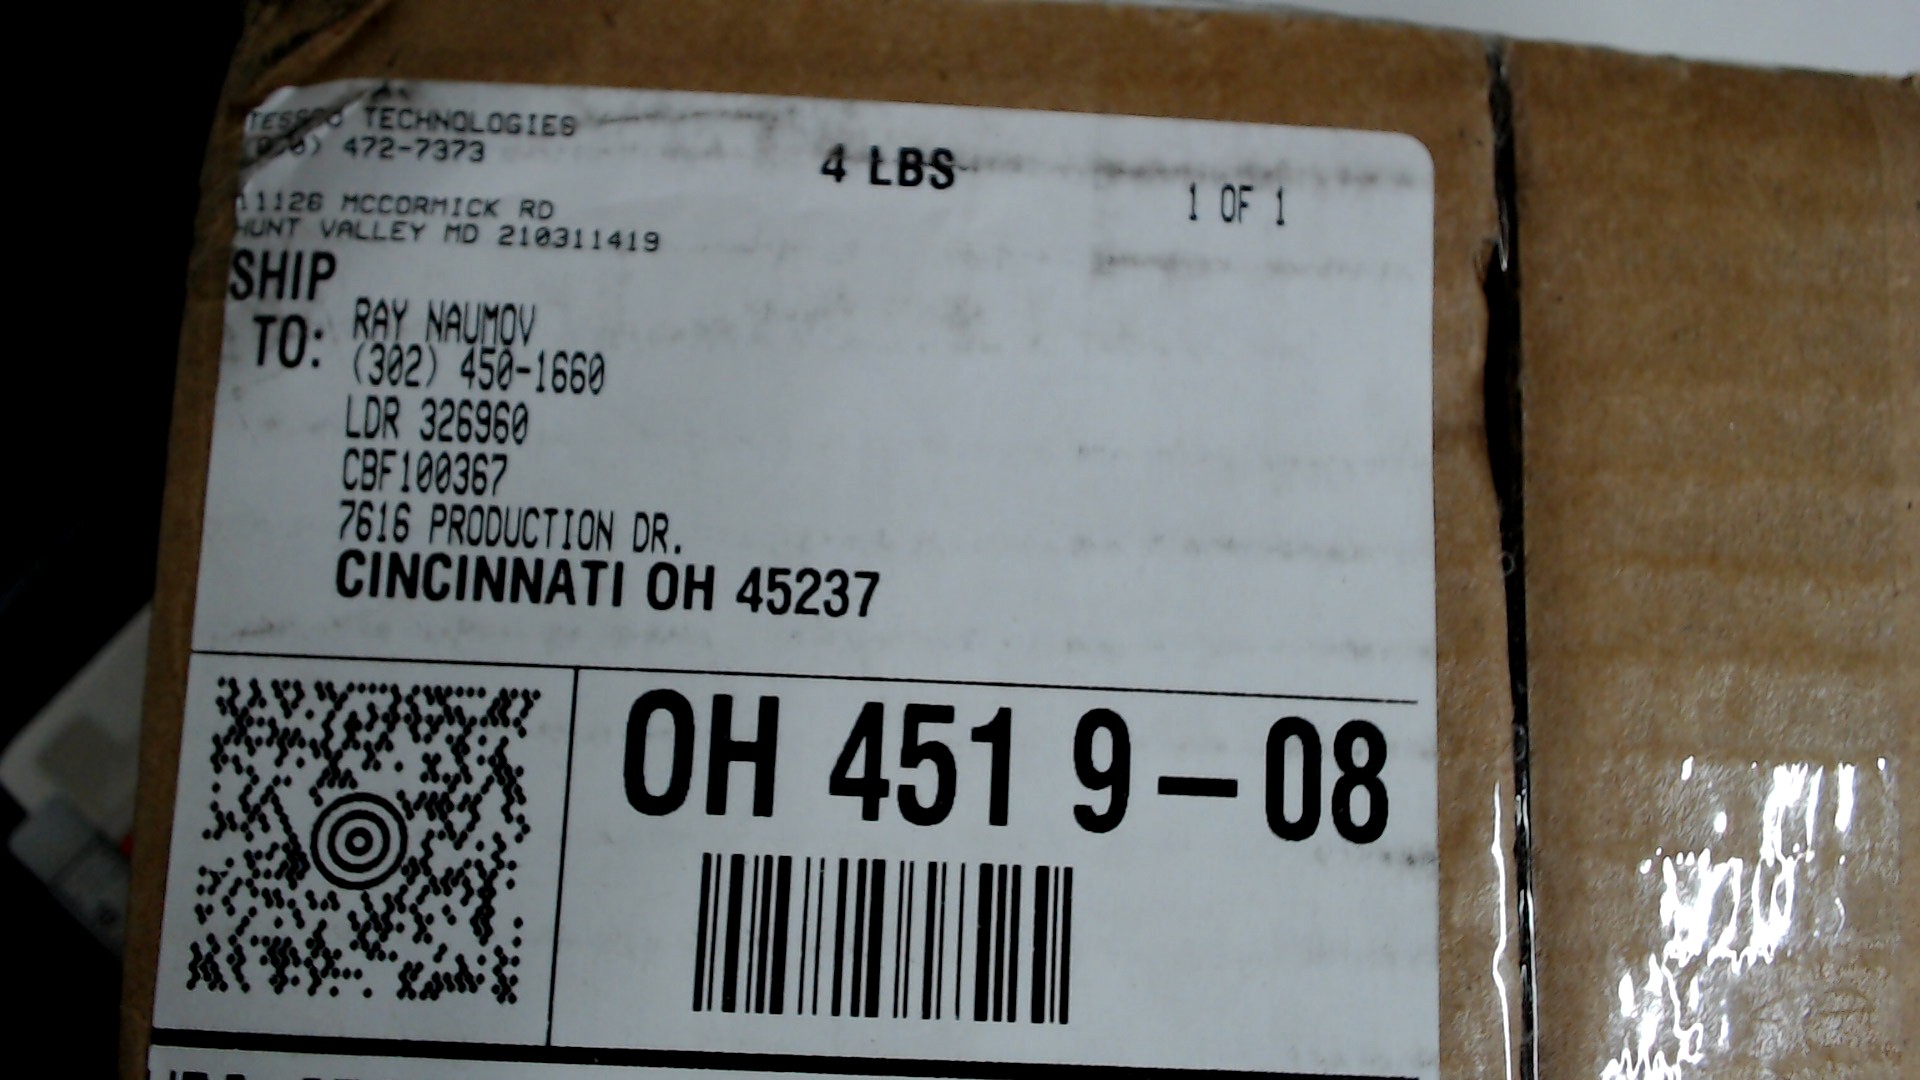 TECHNOLOGIES
472-7373
11126 MCCORMICK RD
HUNT VALLEY MD 210311419
4 LBS
1 OF 1
SHIP TO:
RAY NAUMOV
(302) 450-1660
LDR 326960
CBF100367
7616 PRODUCTION DR.
CINCINNATI OH 45237
OH 451 9-08